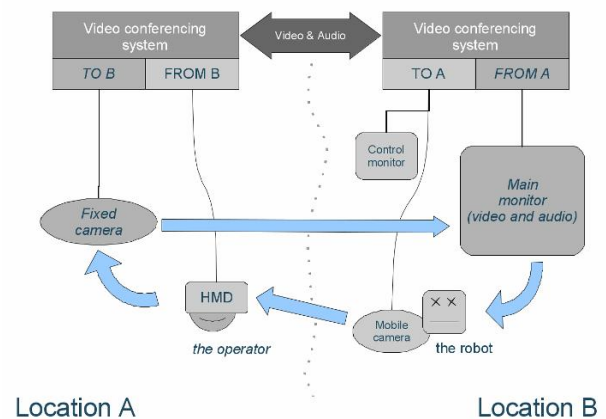 Video conferencing
system
TO B
FROM B
Video & Audio
Video conferencing
system
TO A
FROM A
Control
monitor
Main
monitor
(video and audio)
Fixed
camera
HMD
the operator
Mobile
camera
× ×
the robot
Location A
Location B